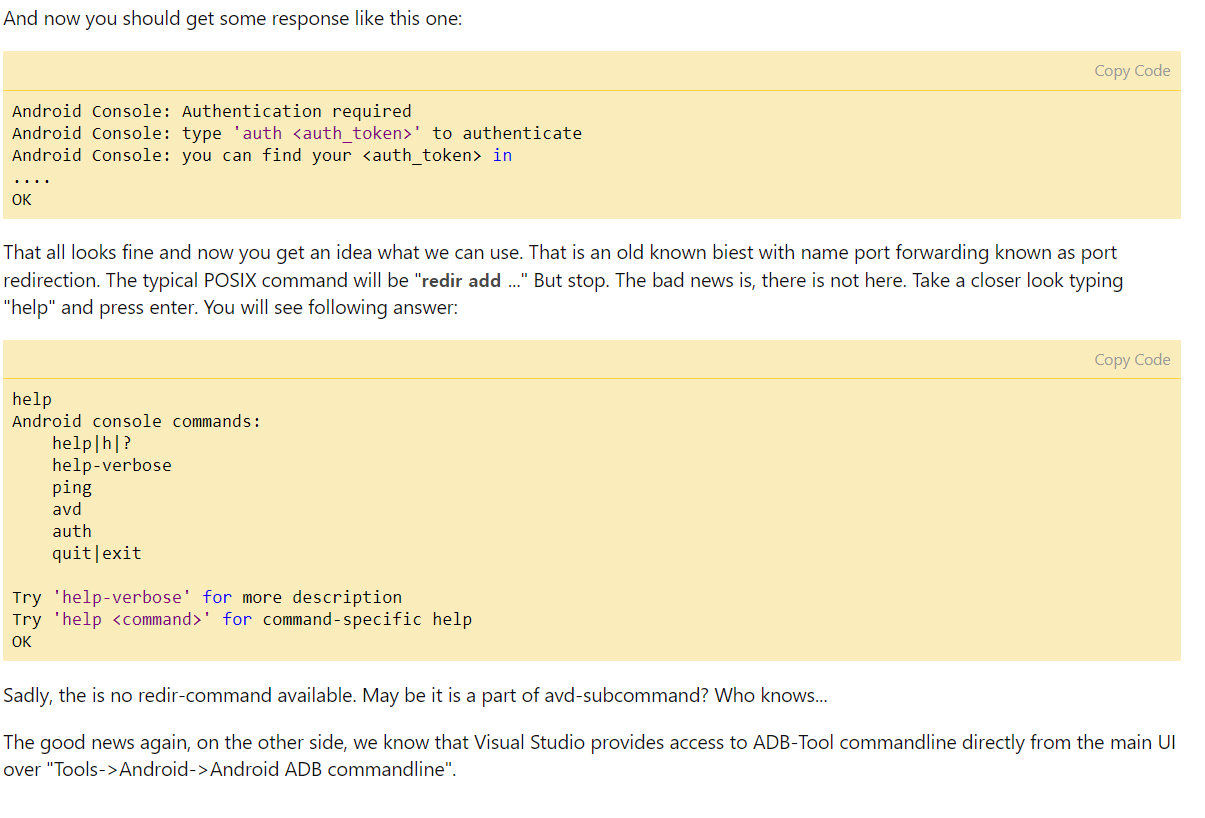 And now you should get some response like this one:
Copy Code
Android Console: Authentication required
Android Console: type 'auth <auth_token>' to authenticate
Android Console: you can find your <auth_token> in
....
OK
That all looks fine and now you get an idea what we can use. That is an old known biest with name port forwarding known as port
redirection. The typical POSIX command will be "redir add ..." But stop. The bad news is, there is not here. Take a closer look typing
"help" and press enter. You will see following answer:
Copy Code
help
Android console commands:
help|h|?
help-verbose
ping
avd
auth
quit|exit
Try 'help-verbose' for more description
Try 'help <command>' for command-specific help
OK
Sadly, the is no redir-command available. May be it is a part of avd-subcommand? Who knows...
The good news again, on the other side, we know that Visual Studio provides access to ADB-Tool commandline directly from the main UI
over "Tools->Android->Android ADB commandline".